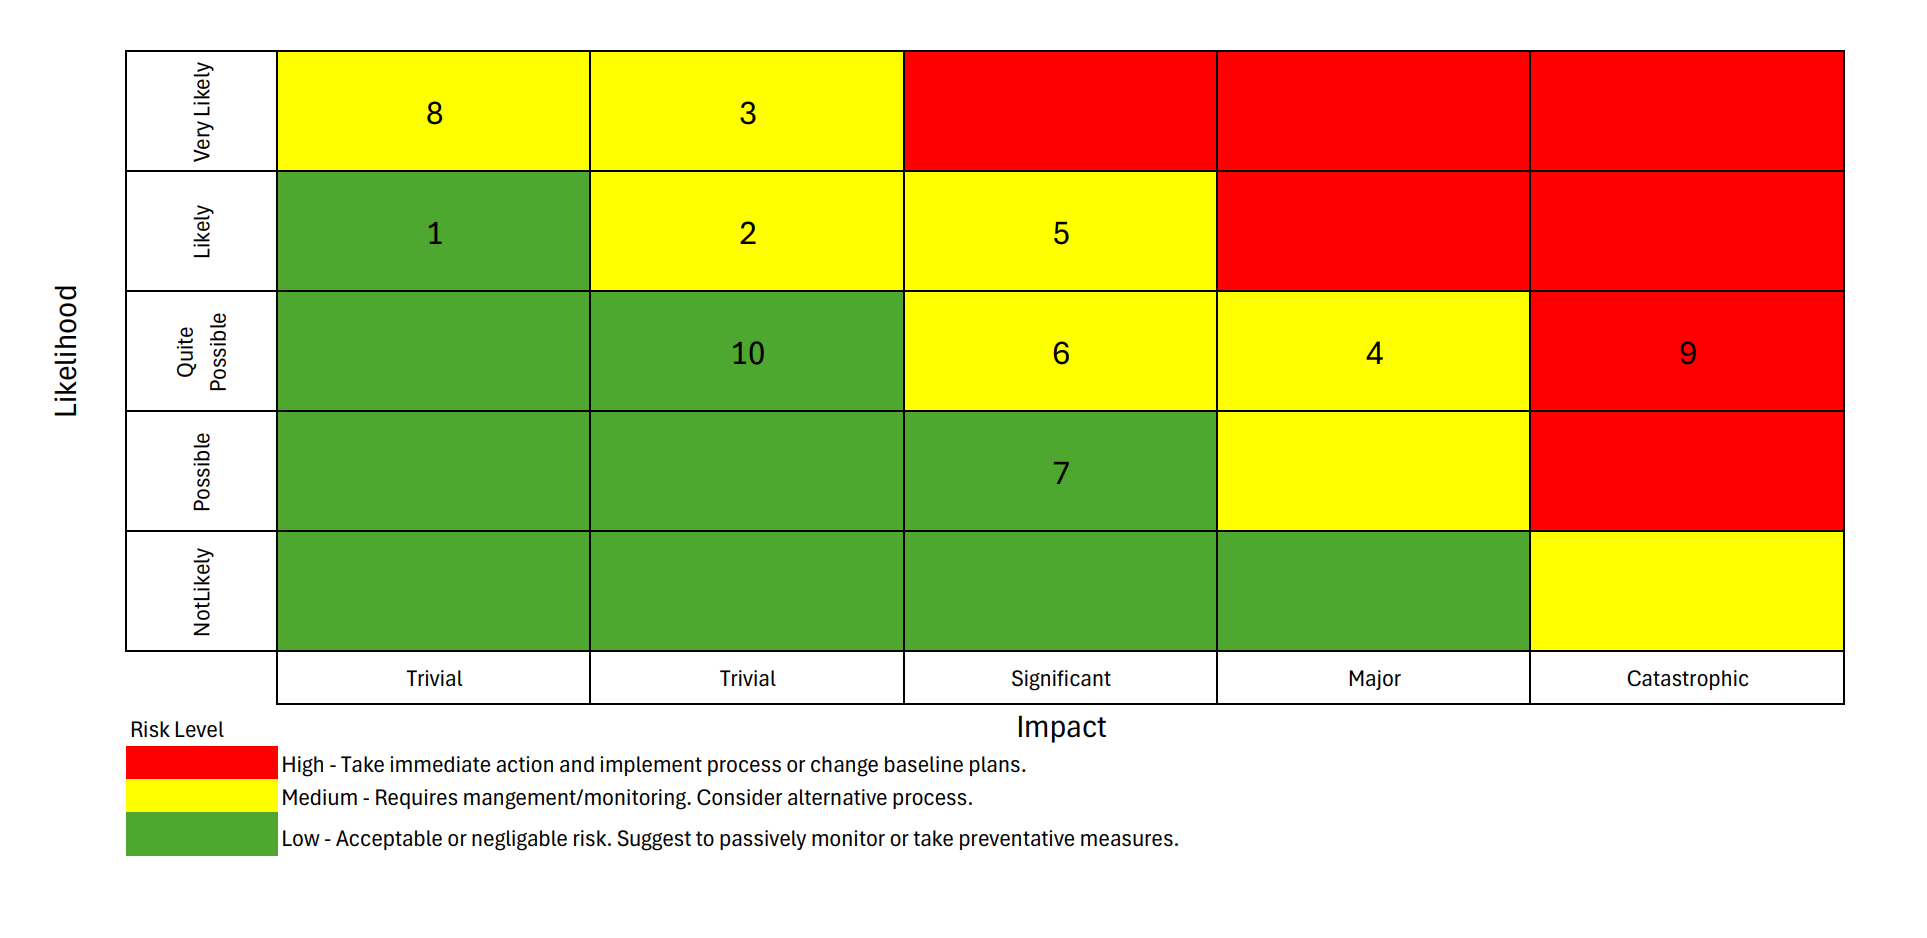 Very Likely
8
3
Likely
1
2
5
Likelihood
Quite
Possible
10
6
4
9
Possible
7
NotLikely
Trivial
Trivial
Significant
Major
Catastrophic
Impact
Risk Level
High - Take immediate action and implement process or change baseline plans.
Medium - Requires mangement/monitoring. Consider alternative process.
Low - Acceptable or negligable risk. Suggest to passively monitor or take preventative measures.